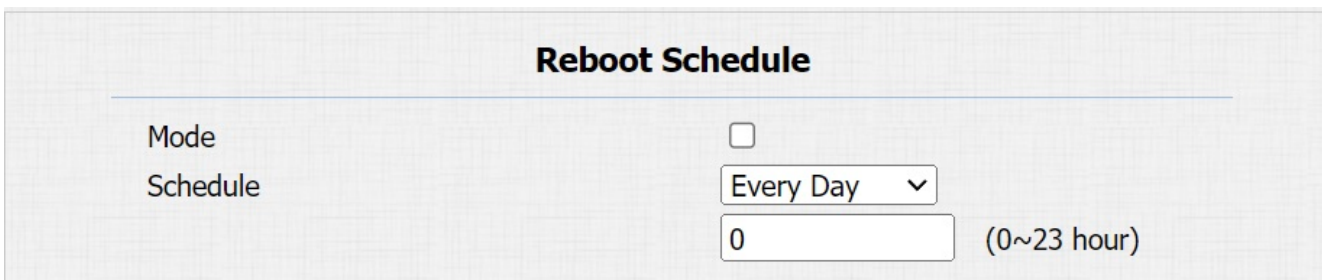 Reboot Schedule
Mode
Schedule
Every Day
0 (0~23 hour)